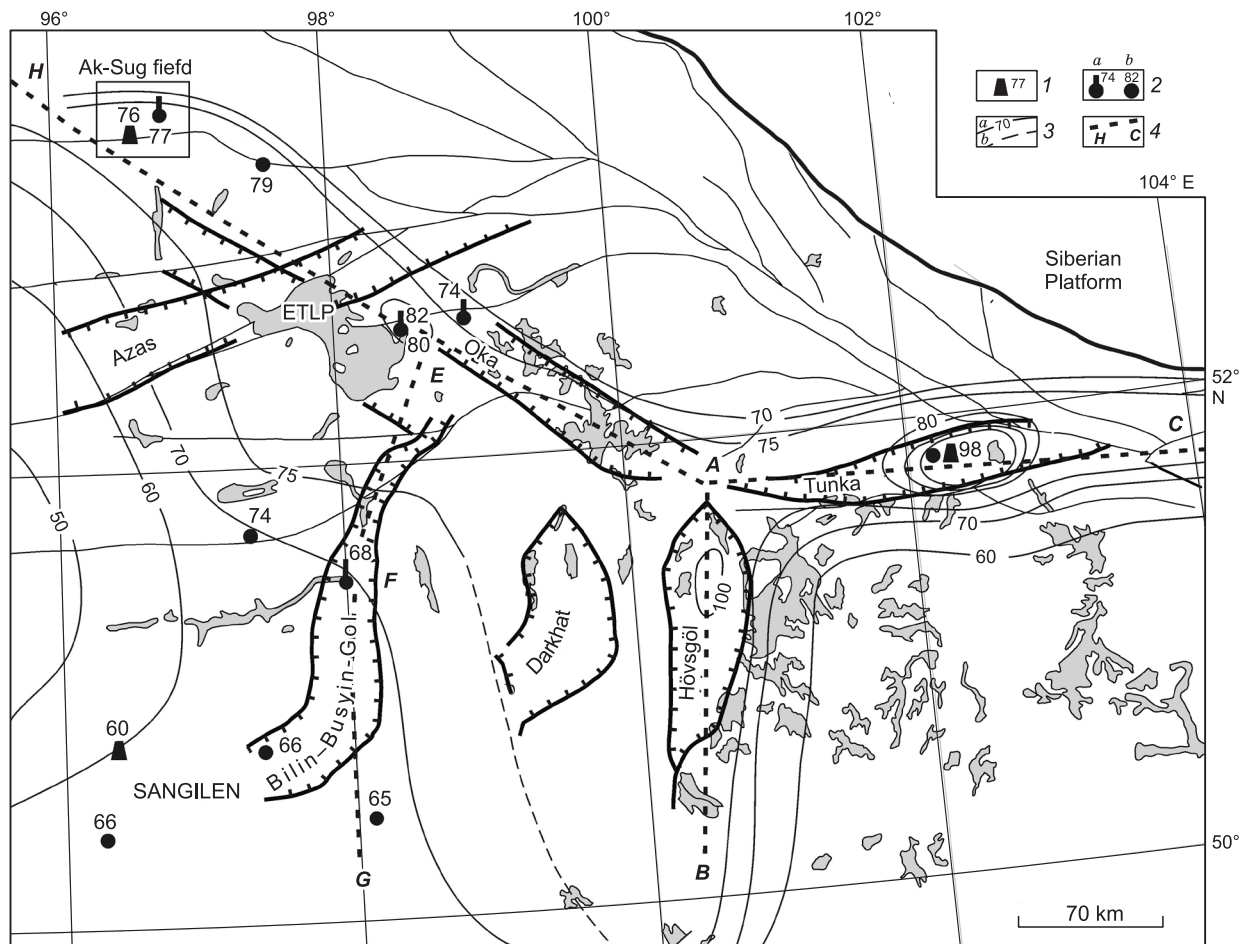 96°
98°
100°
102°
H
Ak-Sug fiefd
76
77
79
a
b
77
1
74
82
2
a
70
b
3
H
C
4
104° E
Siberian
Platform
ETLP
82
80
74
Azas
Oka
E
52°
N
70
75
80
98
C
A
Tunka
70
60
50
60
70
75
74
68
F
100
Bilin–Busyin-Gol
Darkhat
Hövsgöl
60
66
SANGILEN
65
66
50°
G
B
70 km